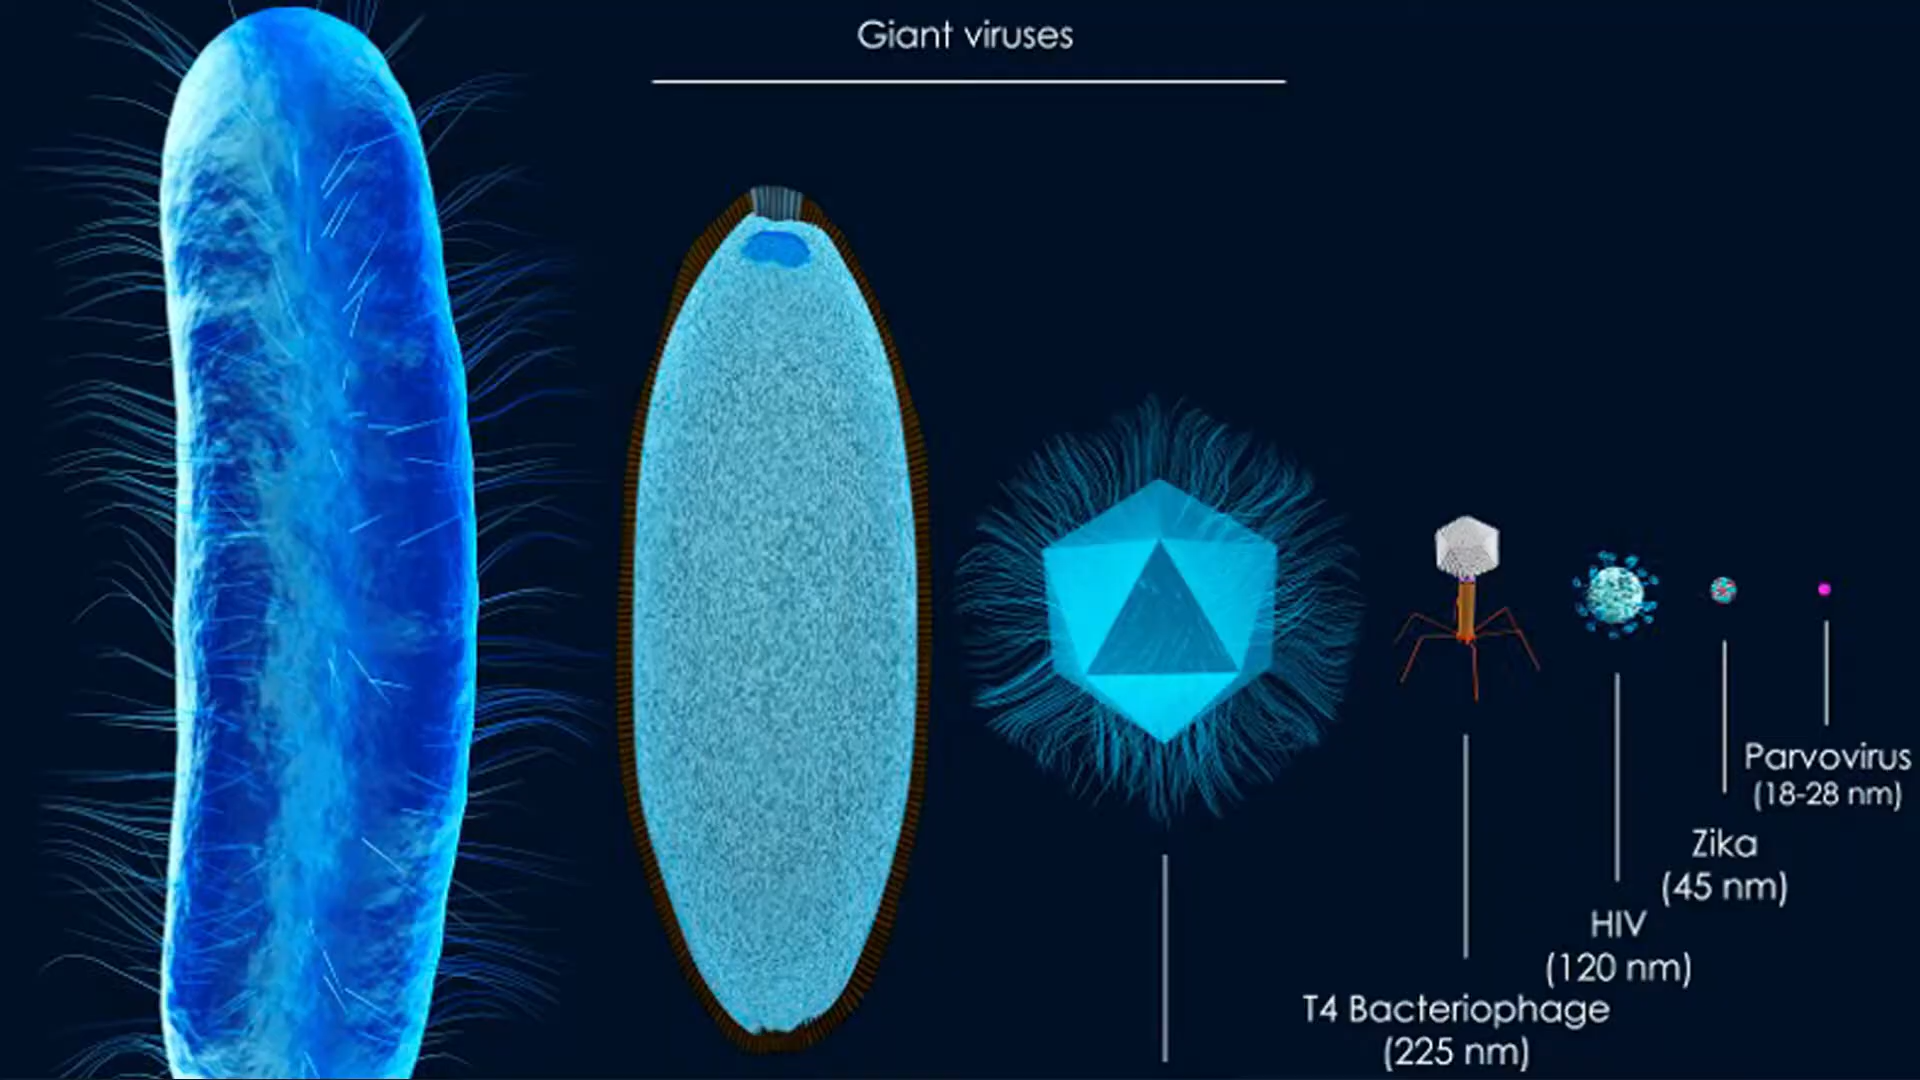 Giant viruses
Parvovirus
(18-28 nm)
Zika
(45 nm)
HIV
(120 nm)
T4 Bacteriophage
(225 nm)